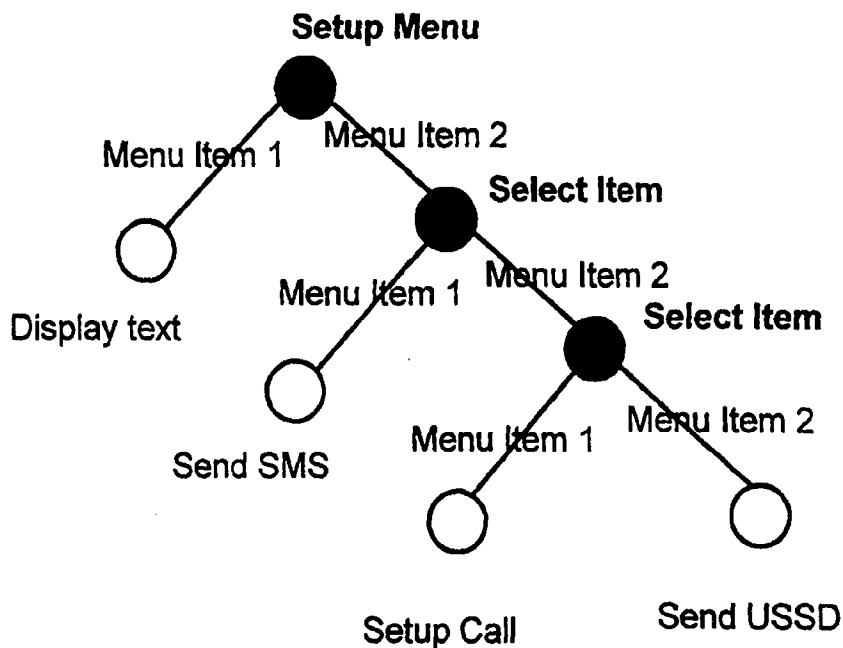 Setup Menu
Menu Item 1
Menu Item 2
Select Item
Menu Item 1
Menu Item 2
Display text
Select Item
Menu Item 1
Menu Item 2
Send SMS
Setup Call
Send USSD